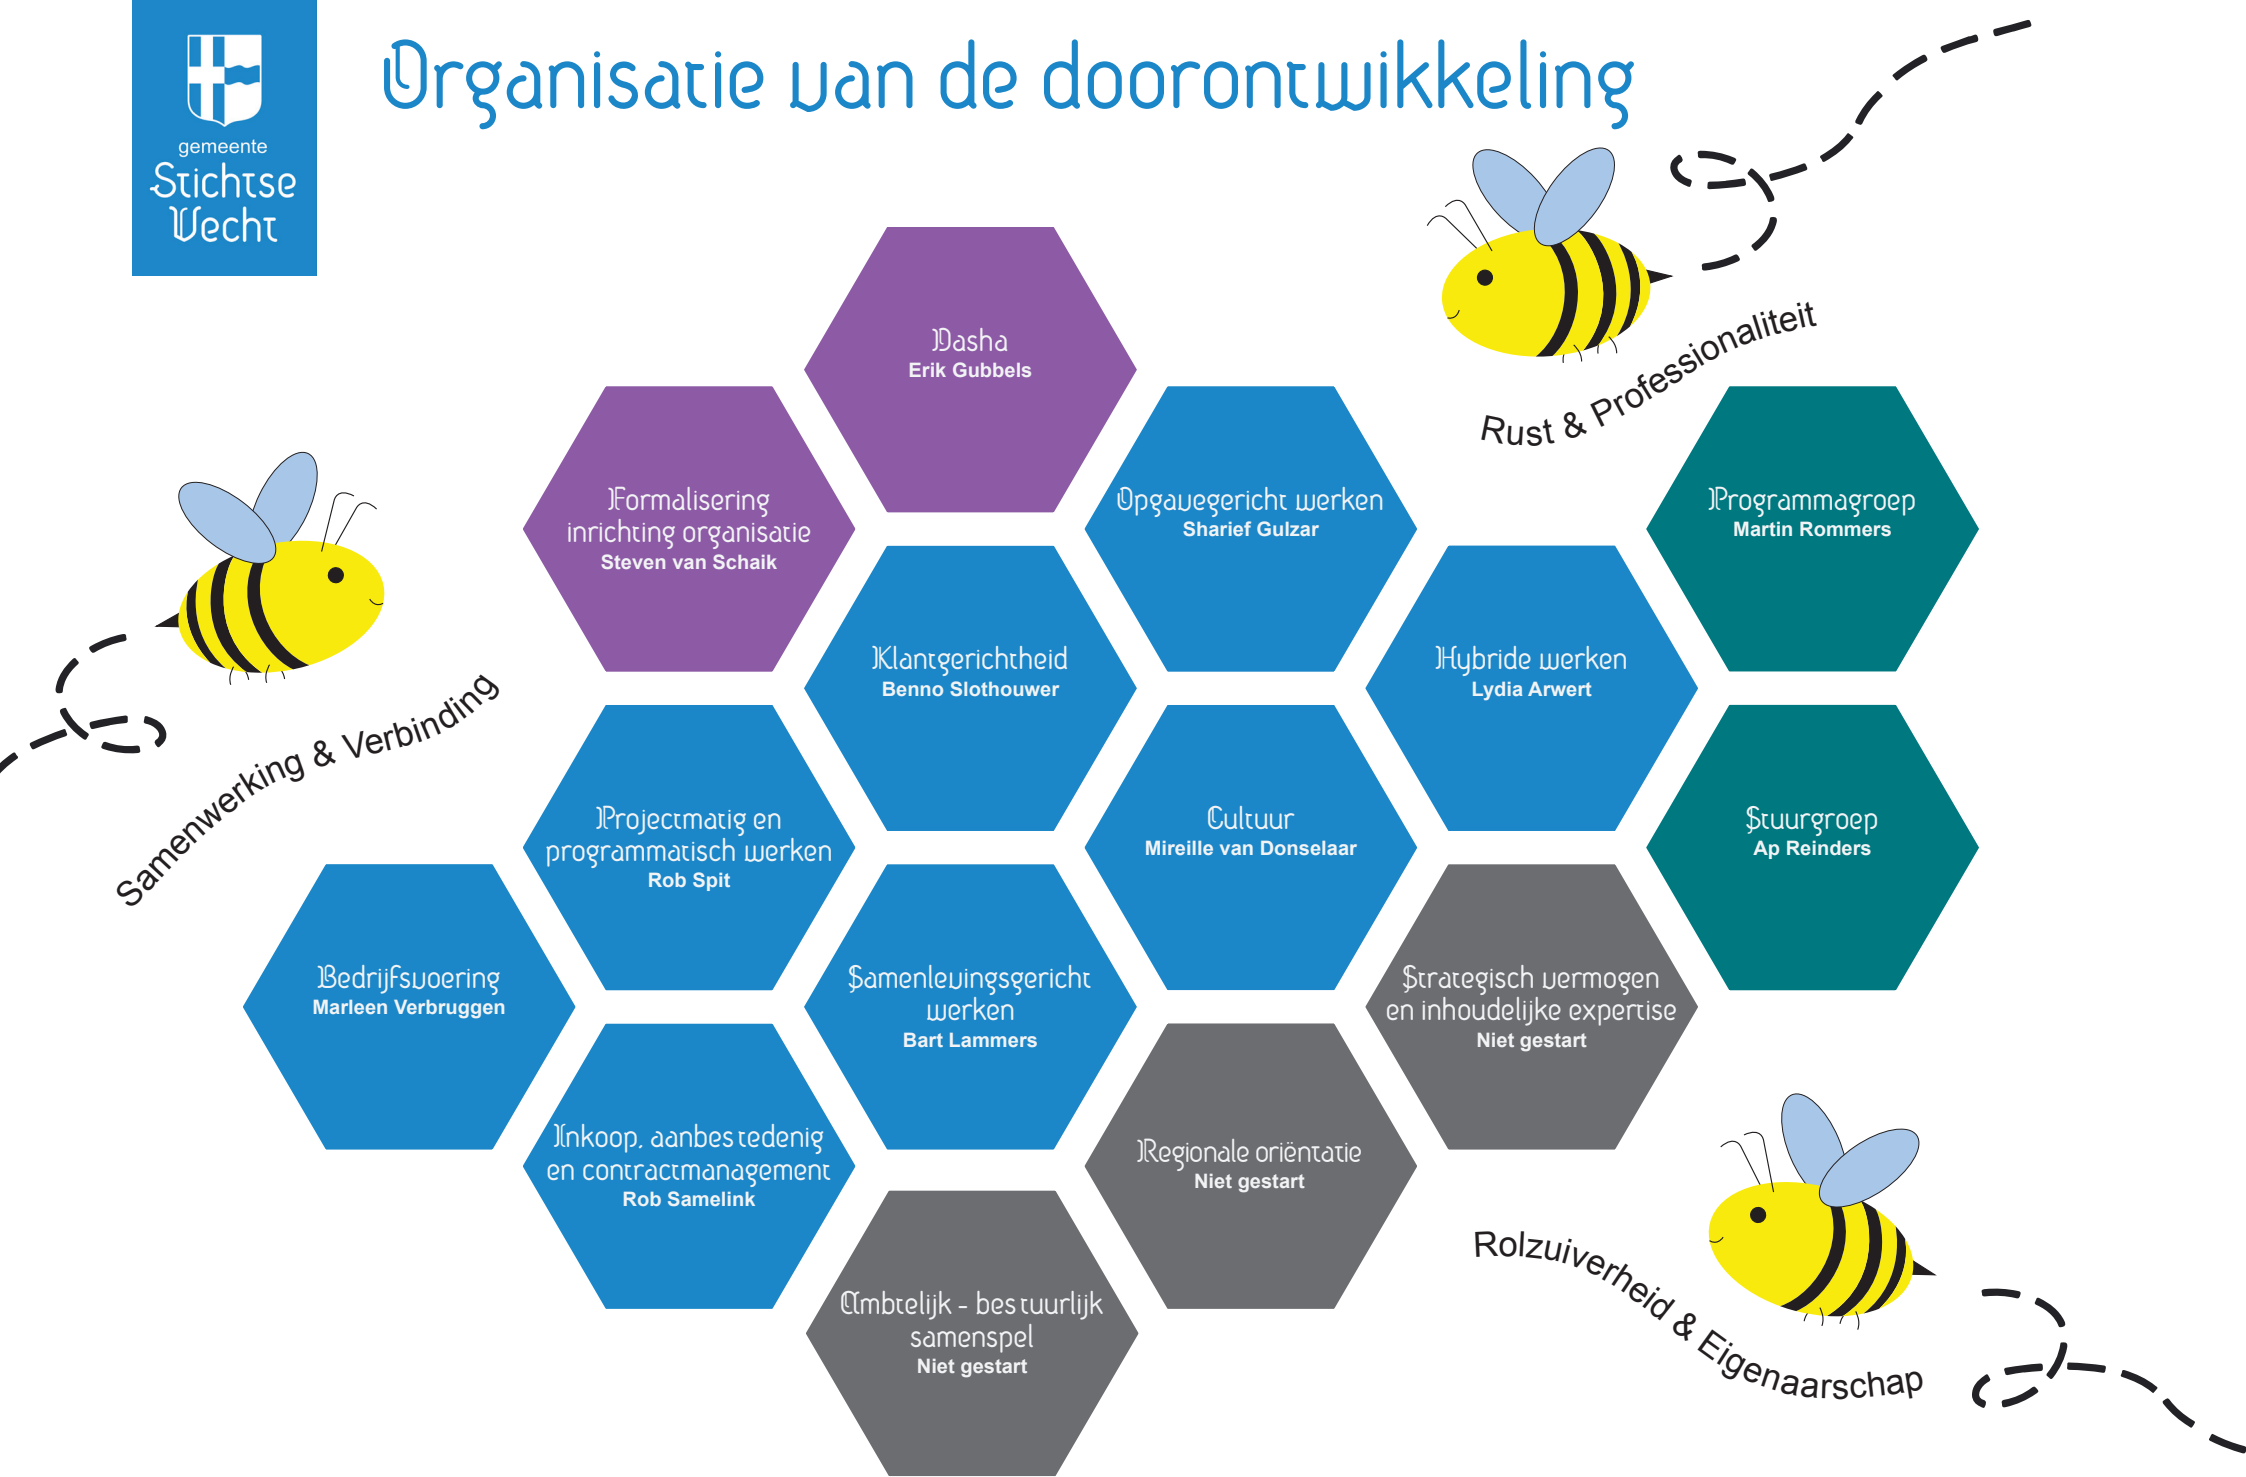 gemeente
Stichtse
Vecht
Organisatie van de doorontwikkeling
Dasha
Erik Gubbels
Rust & Professionaliteit
Formalisering
inrichting organisatie
Steven van Schaik
Opgavegericht werken
Sharief Gulzar
Programmagroep
Martin Rommers
Klantgerichtheid
Benno Slothouwer
Hybride werken
Lydia Arwert
Samenwerking & Verbinding
Projectmatig en
programmatisch werken
Rob Spit
Cultuur
Mireille van Donselaar
Stuurgroep
Ap Reinders
Bedrijfsvoering
Marleen Verbruggen
Samenlevingsgericht
werken
Bart Lammers
Strategisch vermogen
en inhoudelijke expertise
Niet gestart
Inkoop, aanbestedenig
en contractmanagement
Rob Samelink
Regionale oriëntatie
Niet gestart
Rolzuiverheid & Eigenaarschap
Ambtelijk - bestuurlijk
samenspel
Niet gestart